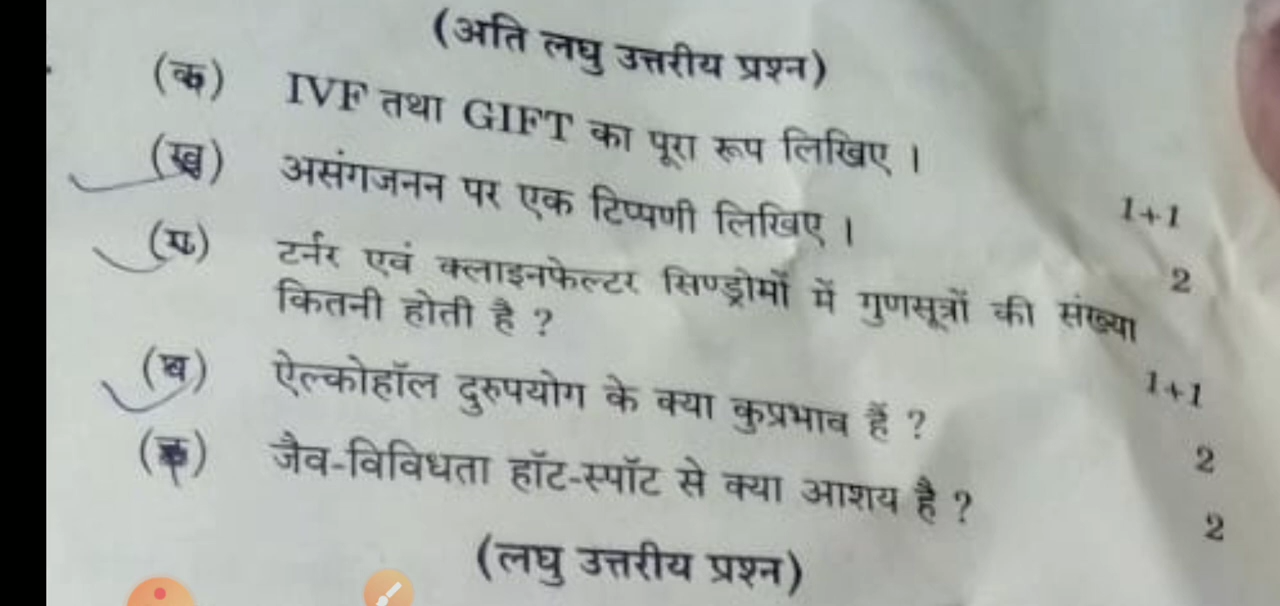 (अति लघु उत्तरीय प्रश्न)
(क) IVF तथा GIFT का पूरा रूप लिखिए । 1+1
(ख) असंगजनन पर एक टिप्पणी लिखिए । 2
(ग) टर्नर एवं क्लाइनफेल्टर सिण्ड्रोमों में गुणसूत्रों की संख्या
कितनी होती है ? 1+1
(घ) ऐल्कोहॉल दुरुपयोग के क्या कुप्रभाव हैं ? 2
(ङ) जैव-विविधता हॉट-स्पॉट से क्या आशय है ? 2
(लघु उत्तरीय प्रश्न)